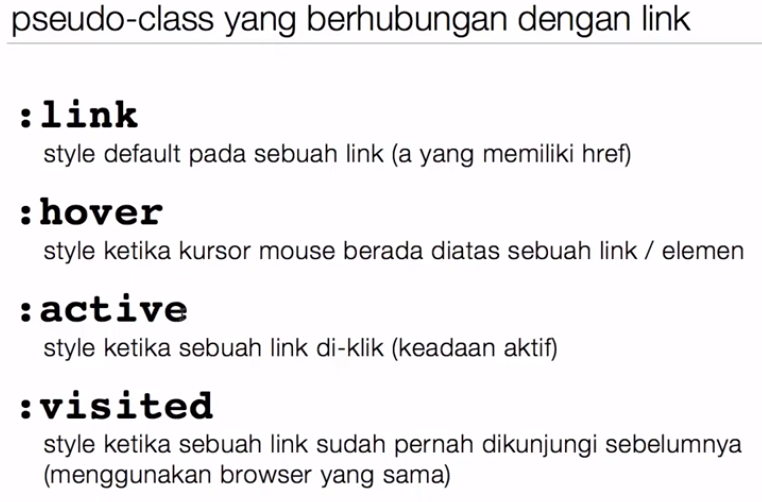 pseudo-class yang berhubungan dengan link
:link
style default pada sebuah link (a yang memiliki href)
:hover
style ketika kursor mouse berada diatas sebuah link / elemen
:active
style ketika sebuah link di-klik (keadaan aktif)
:visited
style ketika sebuah link sudah pernah dikunjungi sebelumnya
(menggunakan browser yang sama)